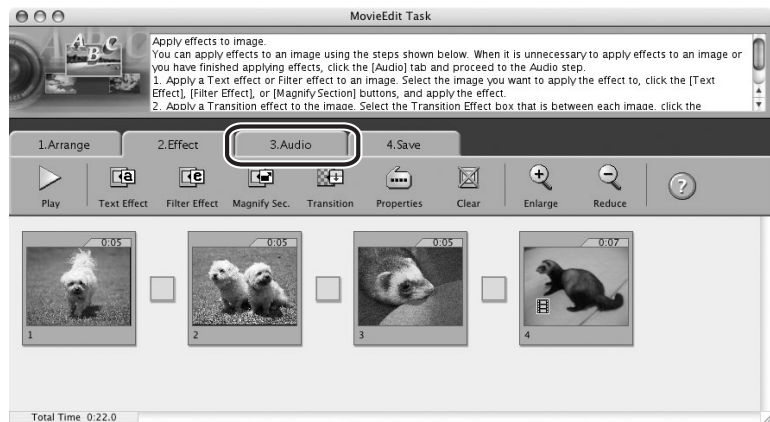 MovieEdit Task
Apply effects to image.
You can apply effects to an image using the steps shown below. When it is unnecessary to apply effects to an image or
you have finished applying effects, click the [Audio] tab and proceed to the Audio step.
1. Apply a Text effect or Filter effect to an image. Select the image you want to apply the effect to, click the [Text
Effect], [Filter Effect], or [Magnify Section] buttons, and apply the effect.
2. Apply a Transition effect to the image. Select the Transition Effect box that is between each image, click the
A B C
1.Arrange 2.Effect 3.Audio 4.Save
a e
Play Text Effect Filter Effect Magnify Sec. Transition Properties Clear Enlarge Reduce ?
0:05 0:05 0:05 0:07
1 2 3 4
Total Time 0:22.0